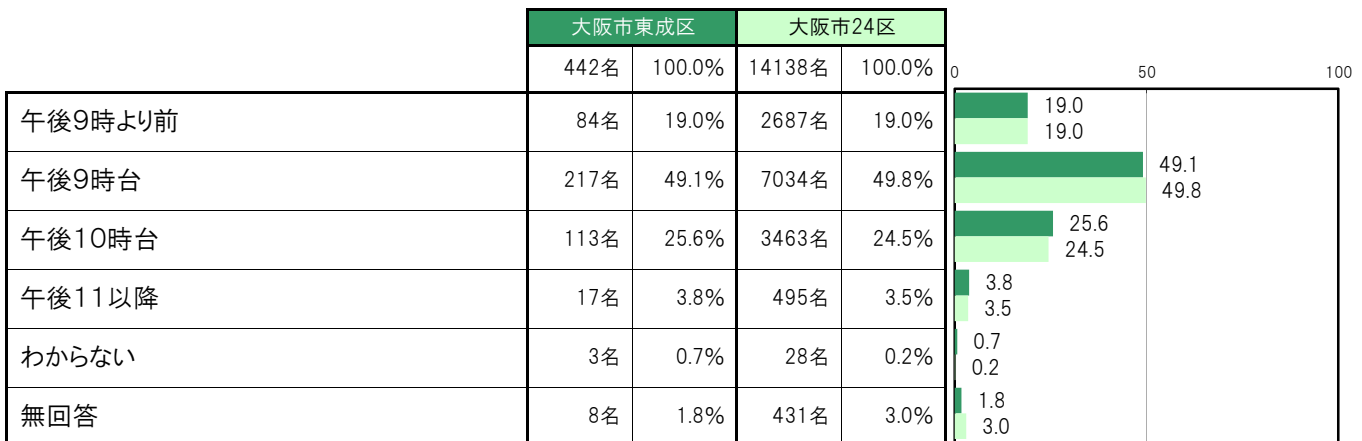 大阪市東成区 大阪市24区
442名 100.0% 14138名 100.0% 0 50 100
午後9時より前 84名 19.0% 2687名 19.0% 19.0
19.0
午後9時台 217名 49.1% 7034名 49.8% 49.1
49.8
午後10時台 113名 25.6% 3463名 24.5% 25.6
24.5
午後11以降 17名 3.8% 495名 3.5% 3.8
3.5
わからない 3名 0.7% 28名 0.2% 0.7
0.2
無回答 8名 1.8% 431名 3.0% 1.8
3.0